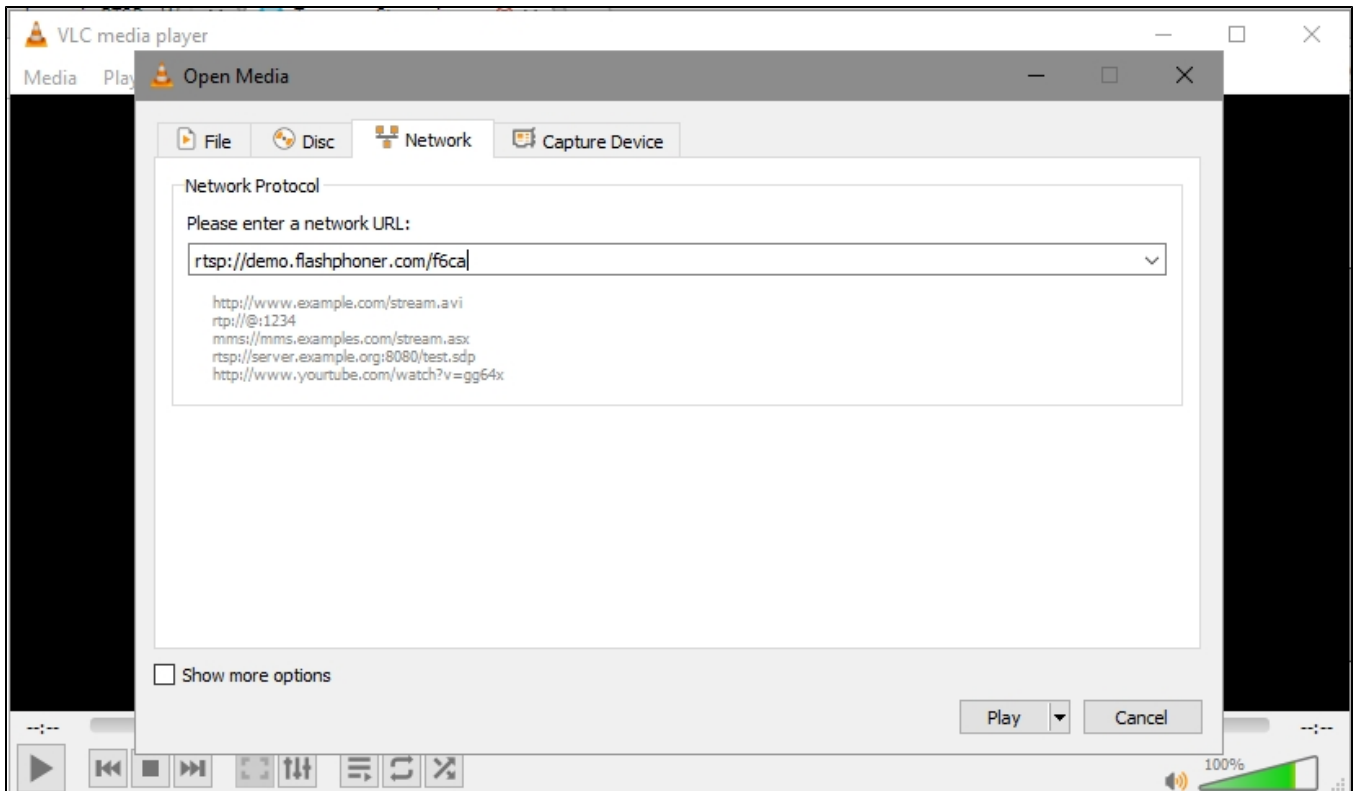 VLC media player
Media
Open Media
File
Disc
Network
Capture Device
Network Protocol
Please enter a network URL:
rtsp://demo.flashphoner.com/f6ca
http://www.example.com/stream.avi
rtp://@:1234
mms://mms.examples.com/stream.asx
rtsp://server.example.org:8080/test.sdp
http://www.yourtube.com/watch?v=gg64x
Show more options
Play
Cancel
--:--
--:--
100%